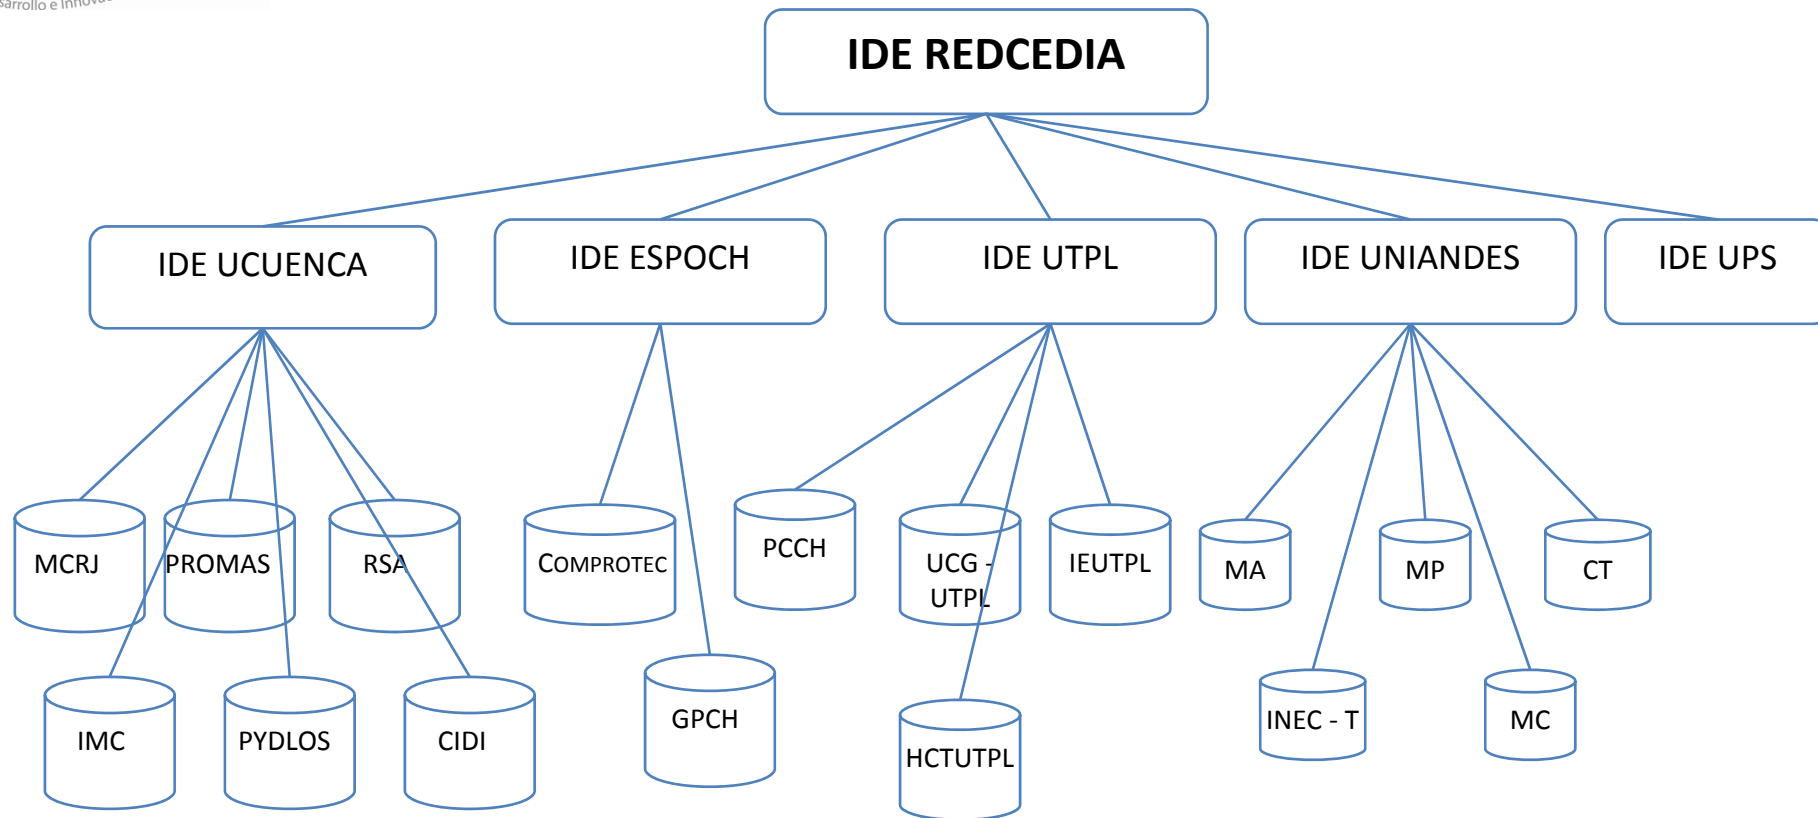 IDE REDCEDIA
IDE UCUENCA
IDE ESPOCH
IDE UTPL
IDE UNIANDES
IDE UPS
MCRJ
PROMAS
RSA
COMPROTEC
PCCH
UCG -
UTPL
IEUTPL
MA
MP
CT
IMC
PYDLOS
CIDI
GPCH
HCTUTPL
INEC - T
MC